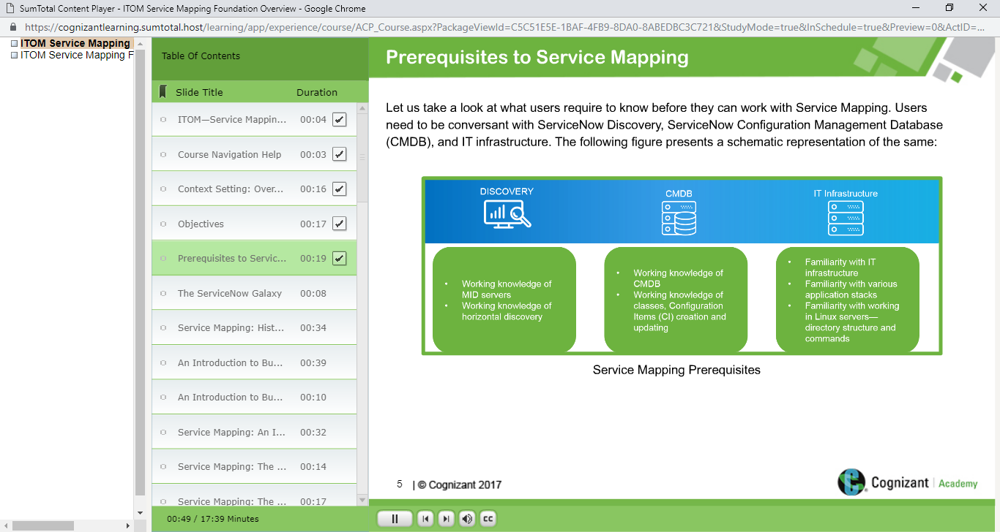 SumTotal Content Player - ITOM Service Mapping Foundation Overview - Google Chrome
https://cognizantlearning.sumtotal.host/learning/app/experience/course/ACP_Course.aspx?PackageViewId=C5C51E5E-1BAF-4FB9-8DA0-8ABEDBC3C721&StudyMode=true&InSchedule=true&Preview=0&ActID=...
ITOM Service Mapping
ITOM Service Mapping F
Table Of Contents
Slide Title Duration
ITOM—Service Mappin... 00:04
Course Navigation Help 00:03
Context Setting: Over... 00:16
Objectives 00:17
Prerequisites to Servic... 00:19
The ServiceNow Galaxy 00:08
Service Mapping: Hist... 00:34
An Introduction to Bu... 00:39
An Introduction to Bu... 00:10
Service Mapping: An I... 00:32
Service Mapping: The ... 00:14
Service Mapping: The ... 00:17
00:49 / 17:39 Minutes
Prerequisites to Service Mapping
Let us take a look at what users require to know before they can work with Service Mapping. Users
need to be conversant with ServiceNow Discovery, ServiceNow Configuration Management Database
(CMDB), and IT infrastructure. The following figure presents a schematic representation of the same:
DISCOVERY
• Working knowledge of
MID servers
• Working knowledge of
horizontal discovery
CMDB
• Working knowledge of
CMDB
• Working knowledge of
classes, Configuration
Items (CI) creation and
updating
IT Infrastructure
• Familiarity with IT
infrastructure
• Familiarity with various
application stacks
• Familiarity with working
in Linux servers—
directory structure and
commands
Service Mapping Prerequisites
5 | © Cognizant 2017
Cognizant | Academy
CC